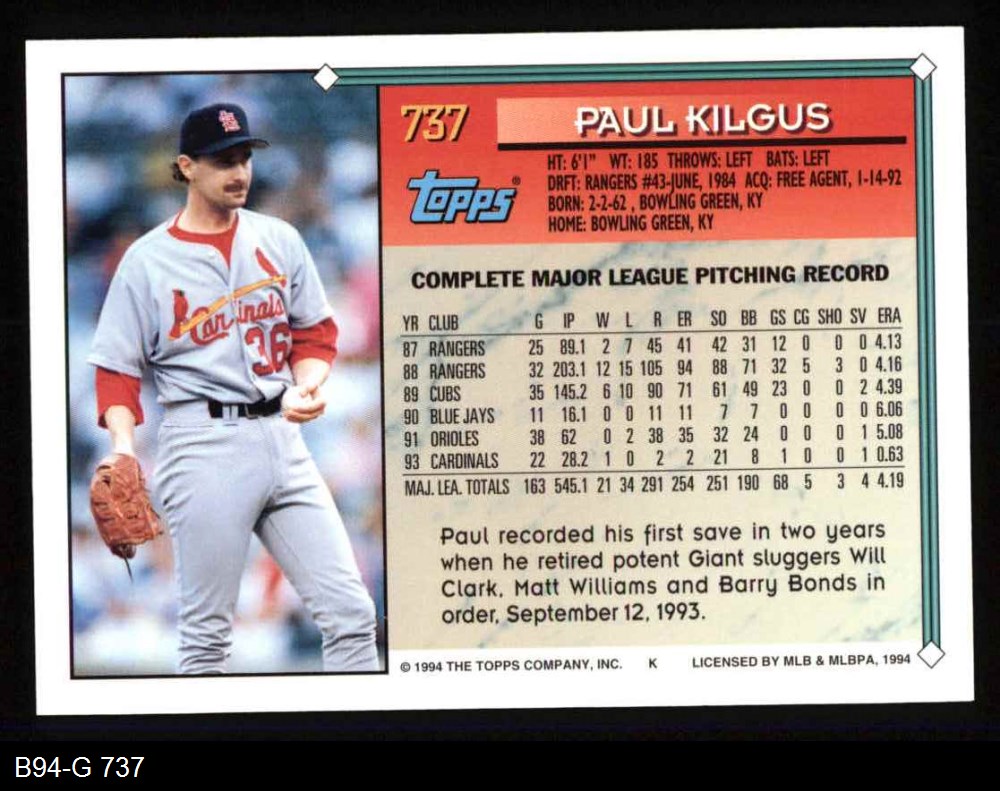 737
PAUL KILGUS
Topps®
HT: 6'1" WT: 185 THROWS: LEFT BATS: LEFT
DRFT: RANGERS #43-JUNE, 1984 ACQ: FREE AGENT, 1-14-92
BORN: 2-2-62 , BOWLING GREEN, KY
HOME: BOWLING GREEN, KY
Cardinals
36
COMPLETE MAJOR LEAGUE PITCHING RECORD
YR CLUB G IP W L R ER SO BB GS CG SHO SV ERA
87 RANGERS 25 89.1 2 7 45 41 42 31 12 0 0 0 4.13
88 RANGERS 32 203.1 12 15 105 94 88 71 32 5 3 0 4.16
89 CUBS 35 145.2 6 10 90 71 61 49 23 0 0 2 4.39
90 BLUE JAYS 11 16.1 0 0 11 11 7 7 0 0 0 0 6.06
91 ORIOLES 38 62 0 2 38 35 32 24 0 0 0 1 5.08
93 CARDINALS 22 28.2 1 0 2 2 21 8 1 0 0 1 0.63
MAJ. LEA. TOTALS 163 545.1 21 34 291 254 251 190 68 5 3 4 4.19
Paul recorded his first save in two years
when he retired potent Giant sluggers Will
Clark, Matt Williams and Barry Bonds in
order, September 12, 1993.
© 1994 THE TOPPS COMPANY, INC. K LICENSED BY MLB & MLBPA, 1994
B94-G 737